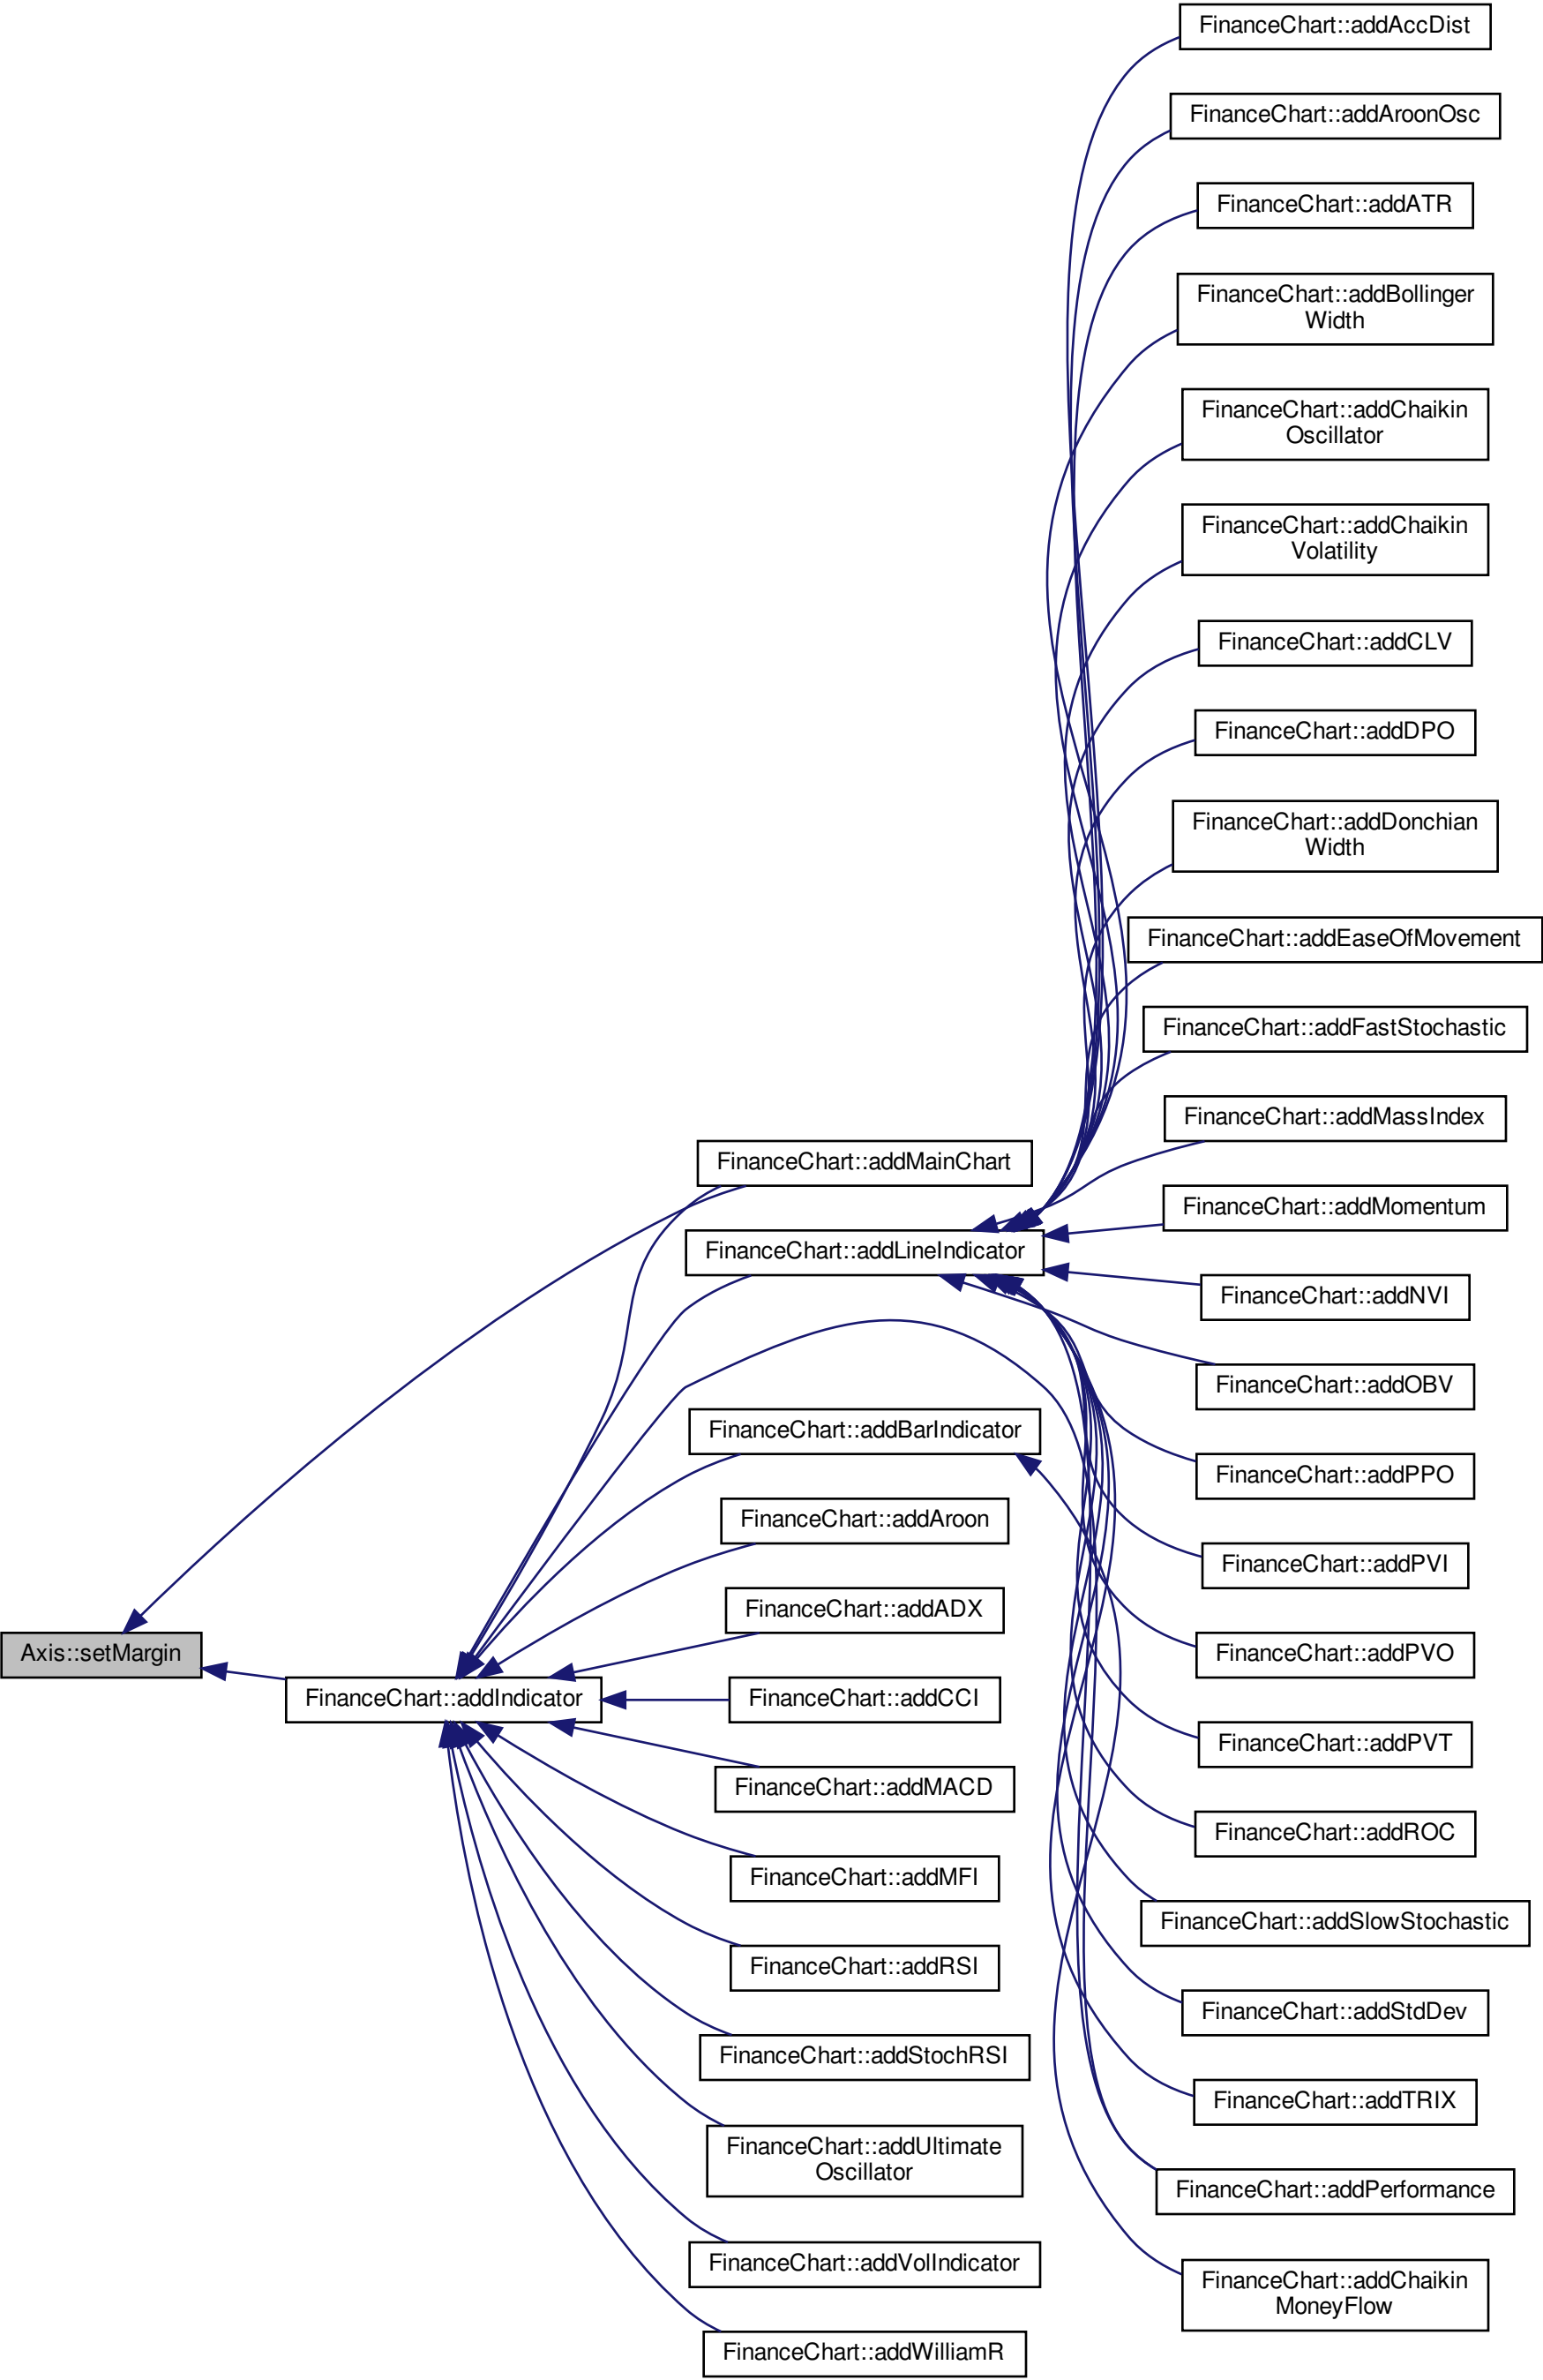 Axis::setMargin
FinanceChart::addMainChart
FinanceChart::addIndicator
FinanceChart::addLineIndicator
FinanceChart::addBarIndicator
FinanceChart::addAroon
FinanceChart::addADX
FinanceChart::addCCI
FinanceChart::addMACD
FinanceChart::addMFI
FinanceChart::addRSI
FinanceChart::addStochRSI
FinanceChart::addUltimate
Oscillator
FinanceChart::addVolIndicator
FinanceChart::addWilliamR
FinanceChart::addAccDist
FinanceChart::addAroonOsc
FinanceChart::addATR
FinanceChart::addBollinger
Width
FinanceChart::addChaikin
Oscillator
FinanceChart::addChaikin
Volatility
FinanceChart::addCLV
FinanceChart::addDPO
FinanceChart::addDonchian
Width
FinanceChart::addEaseOfMovement
FinanceChart::addFastStochastic
FinanceChart::addMassIndex
FinanceChart::addMomentum
FinanceChart::addNVI
FinanceChart::addOBV
FinanceChart::addPPO
FinanceChart::addPVI
FinanceChart::addPVO
FinanceChart::addPVT
FinanceChart::addROC
FinanceChart::addSlowStochastic
FinanceChart::addStdDev
FinanceChart::addTRIX
FinanceChart::addPerformance
FinanceChart::addChaikin
MoneyFlow